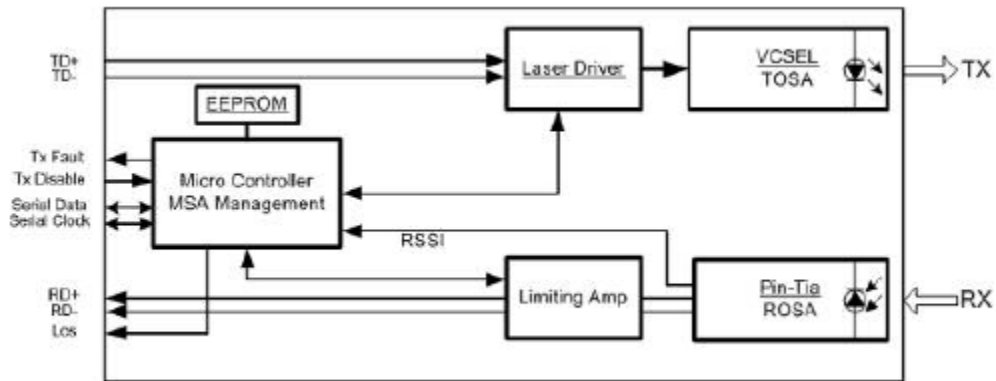 TD+
TD-
Laser Driver
VCSEL
TOSA
TX
EEPROM
Tx Fault
Tx Disable
Serial Data
Serial Clock
Micro Controller
MSA Management
RSSI
RD+
RD-
Los
Limiting Amp
Pin-Tia
ROSA
RX